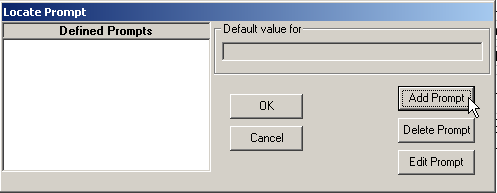 Locate Prompt
Defined Prompts
Default value for
OK
Cancel
Add Prompt
Delete Prompt
Edit Prompt